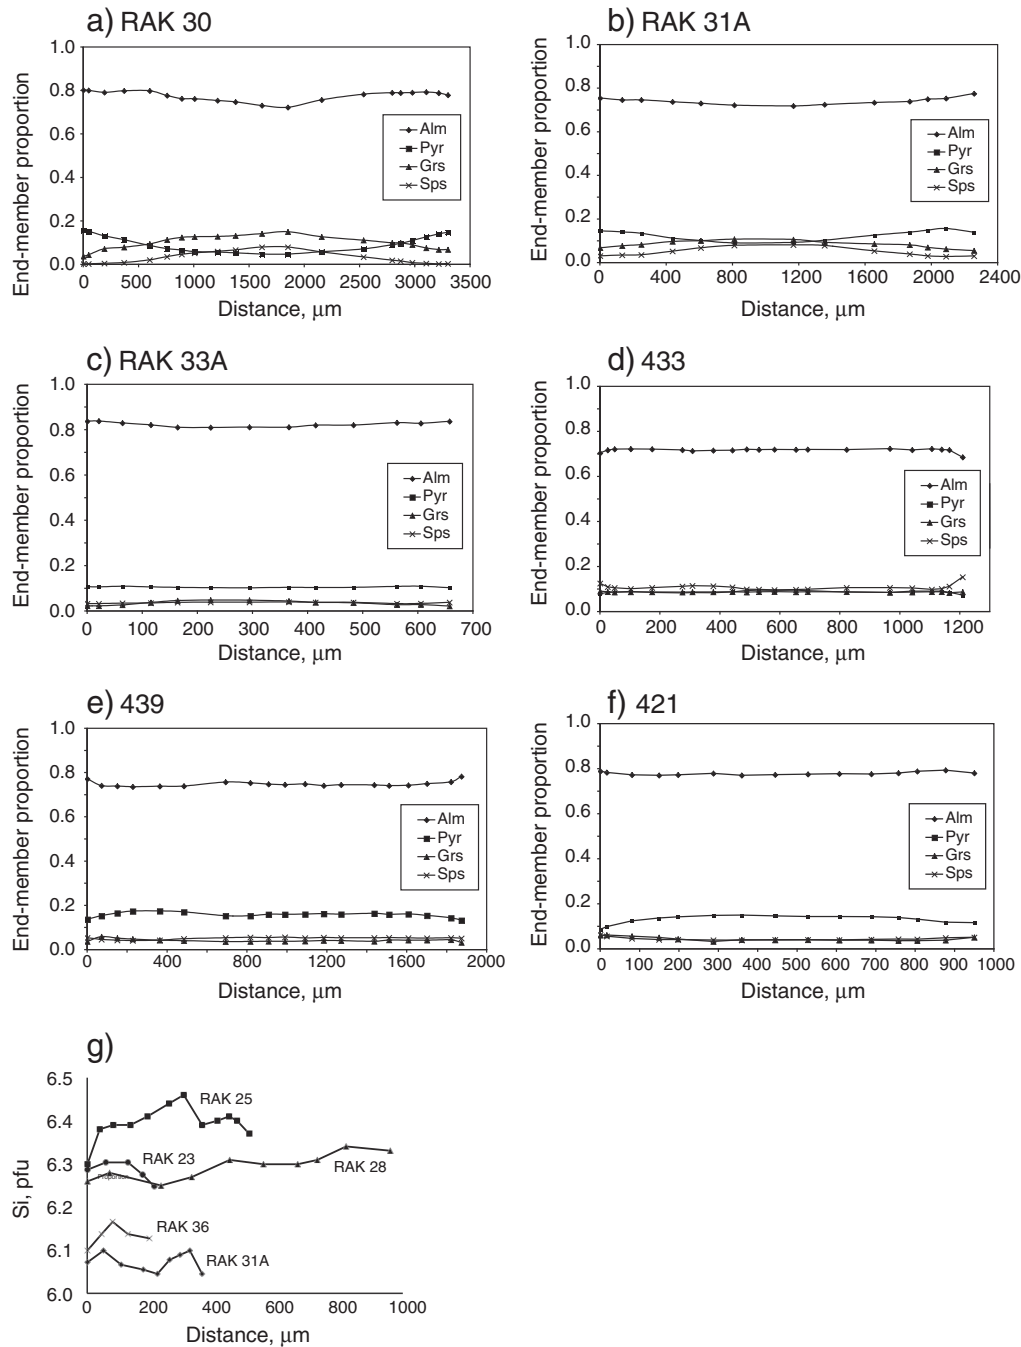 a) RAK 30
End-member proportion
1.0
0.8
0.6
0.4
0.2
0.0
Alm
Pyr
Grs
Sps
0 500 1000 1500 2000 2500 3000 3500
Distance, μm
b) RAK 31A
End-member proportion
1.0
0.8
0.6
0.4
0.2
0.0
Alm
Pyr
Grs
Sps
0 400 800 1200 1600 2000 2400
Distance, μm
c) RAK 33A
End-member proportion
1.0
0.8
0.6
0.4
0.2
0.0
Alm
Pyr
Grs
Sps
0 100 200 300 400 500 600 700
Distance, μm
d) 433
End-member proportion
1.0
0.8
0.6
0.4
0.2
0.0
Alm
Pyr
Grs
Sps
0 200 400 600 800 1000 1200
Distance, μm
e) 439
End-member proportion
1.0
0.8
0.6
0.4
0.2
0.0
Alm
Pyr
Grs
Sps
0 200 400 600 800 1000 1200 1400 1600 1800 2000
Distance, μm
f) 421
End-member proportion
1.0
0.8
0.6
0.4
0.2
0.0
Alm
Pyr
Grs
Sps
0 100 200 300 400 500 600 700 800 900 1000
Distance, μm
g)
Si, pfu
6.5
6.4
6.3
6.2
6.1
6.0
RAK 25
RAK 23
RAK 28
Proportion
RAK 36
RAK 31A
0 200 400 600 800 1000
Distance, μm